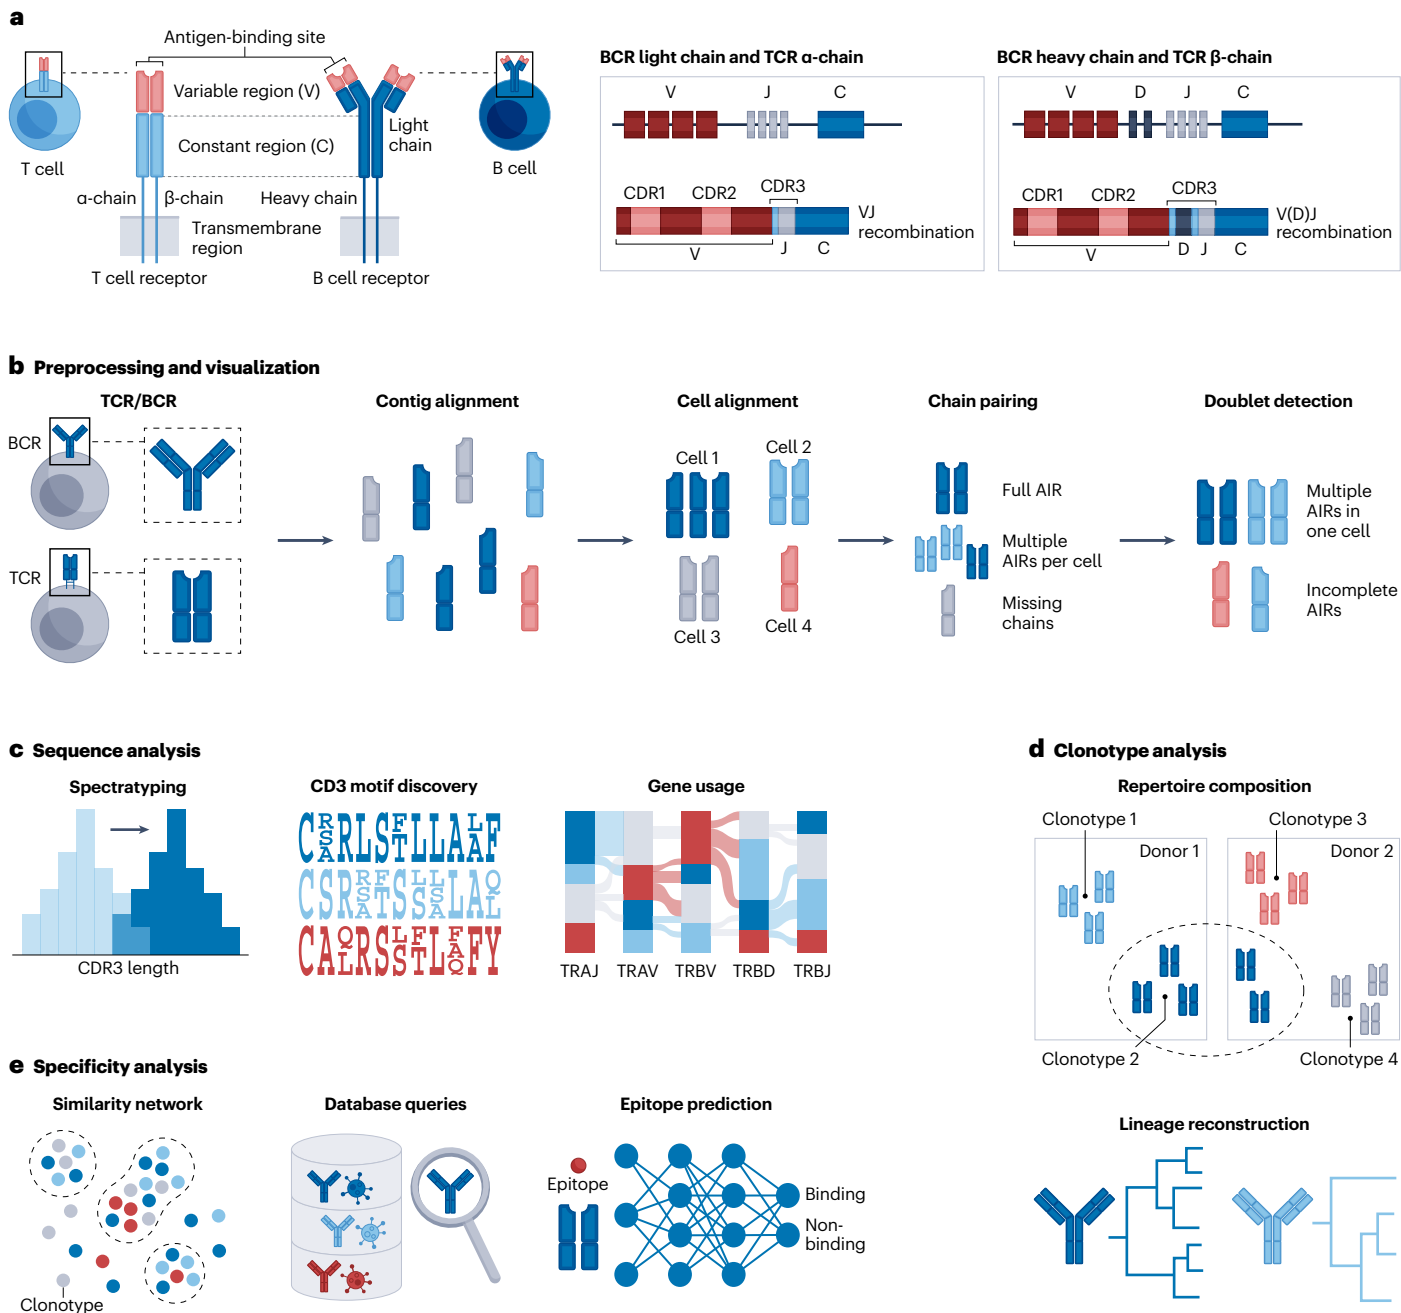 a
Antigen-binding site
Variable region (V)
Constant region (C)
Light
chain
T cell
B cell
α-chain
β-chain
Heavy chain
Transmembrane
region
T cell receptor
B cell receptor
BCR light chain and TCR α-chain
V
J
C
CDR1
CDR2
CDR3
VJ
recombination
V
J
C
BCR heavy chain and TCR β-chain
V
D
J
C
CDR1
CDR2
CDR3
V(D)J
recombination
V
D
J
C
b Preprocessing and visualization
TCR/BCR
BCR
TCR
Contig alignment
Cell alignment
Cell 1
Cell 2
Cell 3
Cell 4
Chain pairing
Full AIR
Multiple
AIRs per cell
Missing
chains
Doublet detection
Multiple
AIRs in
one cell
Incomplete
AIRs
c Sequence analysis
Spectratyping
CDR3 length
CD3 motif discovery
C R S A R L S F T L L A L A F
C S R R A F T S L S L S A L A Q L
C A Q L R S L S F T L F A Q F Y
Gene usage
TRAJ
TRAV
TRBV
TRBD
TRBJ
d Clonotype analysis
Repertoire composition
Clonotype 1
Clonotype 3
Donor 1
Donor 2
Clonotype 2
Clonotype 4
Lineage reconstruction
e Specificity analysis
Similarity network
Clonotype
Database queries
Epitope prediction
Epitope
Binding
Non-
binding